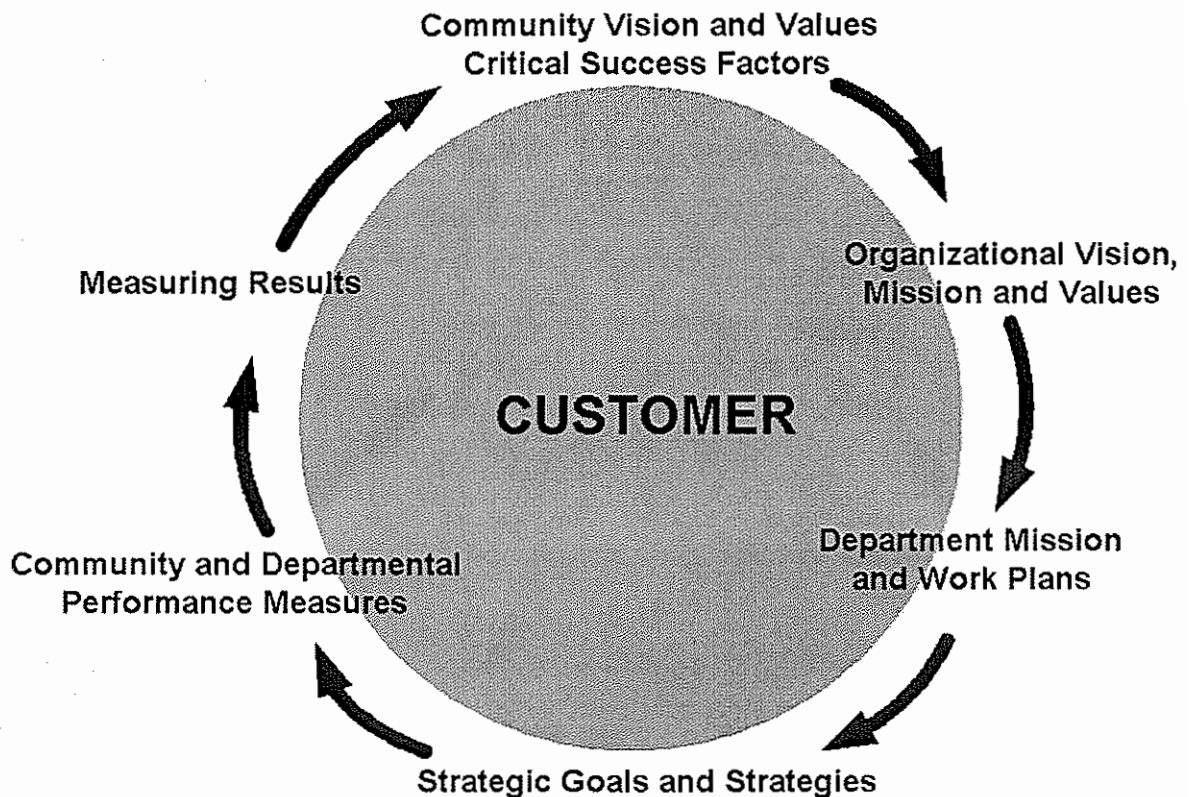 Community Vision and Values
Critical Success Factors
Organizational Vision,
Mission and Values
Measuring Results
CUSTOMER
Department Mission
and Work Plans
Community and Departmental
Performance Measures
Strategic Goals and Strategies